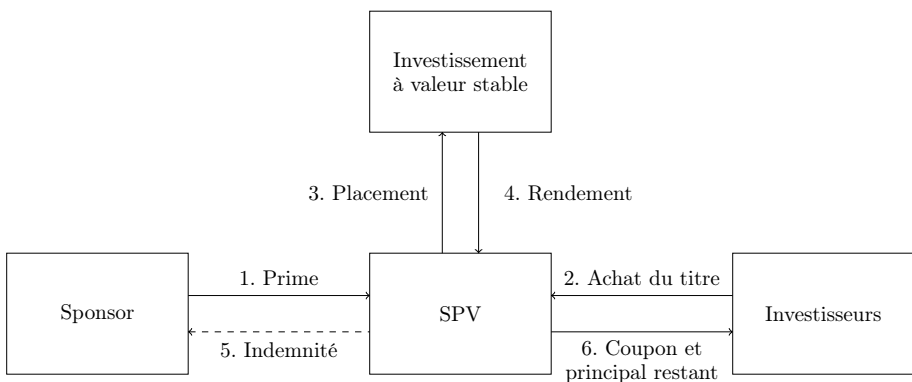 Investissement
à valeur stable
3. Placement
4. Rendement
1. Prime
2. Achat du titre
Sponsor
SPV
Investisseurs
5. Indemnité
6. Coupon et
principal restant